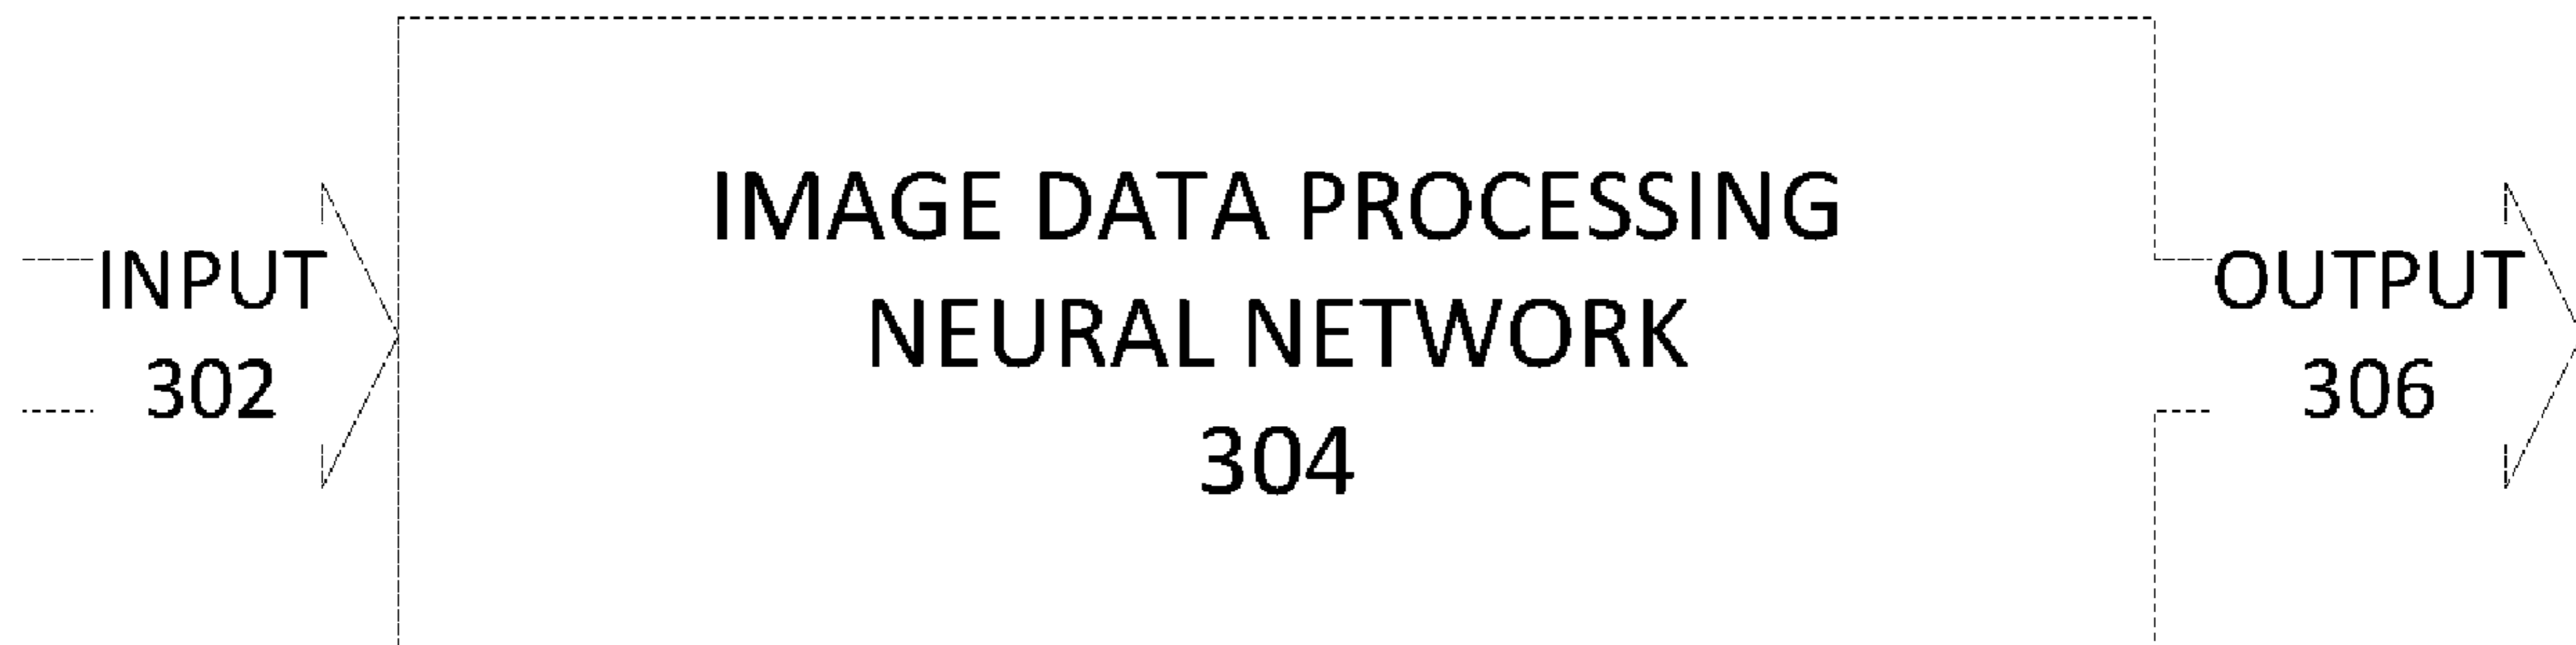 INPUT
302
IMAGE DATA PROCESSING
NEURAL NETWORK
304
OUTPUT
306